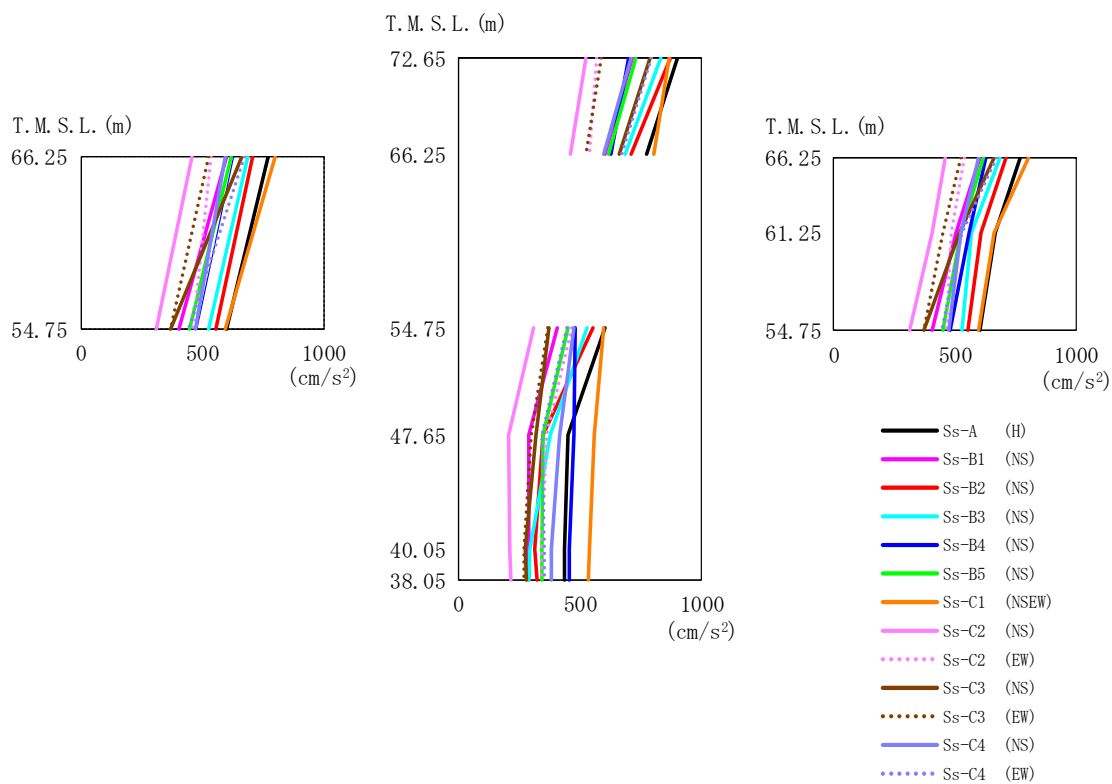 T.M.S.L.(m)
72.65
66.25
54.75
47.65
40.05
38.05
0 500 1000
(cm/s²)
T.M.S.L.(m)
66.25
54.75
0 500 1000
(cm/s²)
T.M.S.L.(m)
66.25
61.25
54.75
0 500 1000
(cm/s²)
Ss-A (H)
Ss-B1 (NS)
Ss-B2 (NS)
Ss-B3 (NS)
Ss-B4 (NS)
Ss-B5 (NS)
Ss-C1 (NSEW)
Ss-C2 (NS)
Ss-C2 (EW)
Ss-C3 (NS)
Ss-C3 (EW)
Ss-C4 (NS)
Ss-C4 (EW)